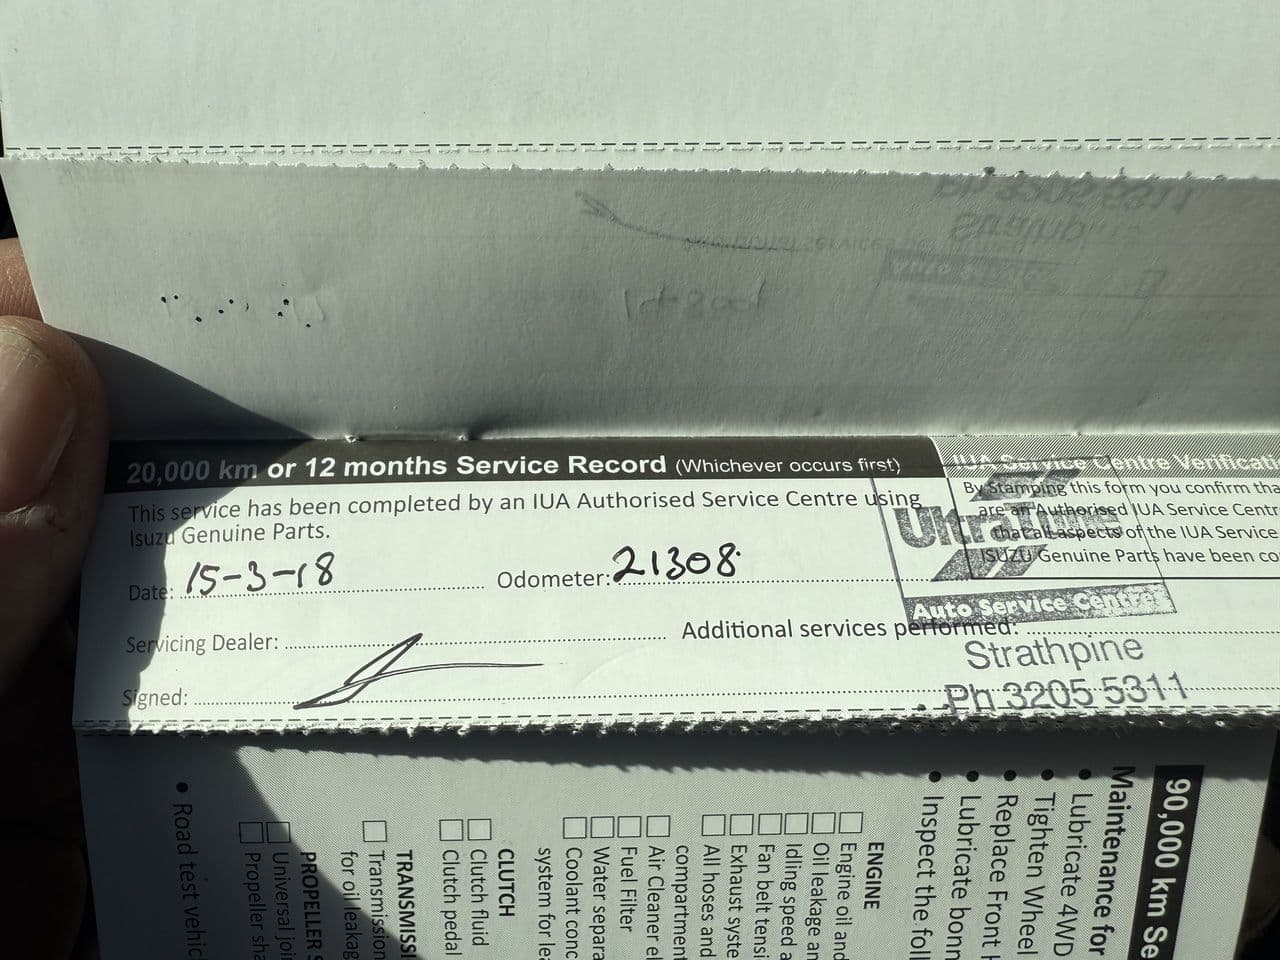 20,000 km or 12 months Service Record (Whichever occurs first)
This service has been completed by an IUA Authorised Service Centre using
Isuzu Genuine Parts.
Date: 15-3-18
Odometer: 21308
Servicing Dealer:
Additional services performed:
Signed:
IUA Service Centre Verificati
By Stamping this form you confirm tha
are an Authorised IUA Service Centr
that all aspects of the IUA Service
ISUZU Genuine Parts have been co
UltraTune
Auto Service Centres
Strathpine
Ph 3205 5311
90,000 km Se
Maintenance for
• Lubricate 4WD
• Tighten Wheel
• Replace Front
• Lubricate bonn
• Inspect the foll
ENGINE
Engine oil and
Oil leakage an
Idling speed a
Fan belt tensi
Exhaust syste
All hoses and
compartment
Air Cleaner el
Fuel Filter
Water separa
Coolant conc
system for lea
CLUTCH
Clutch fluid
Clutch pedal
TRANSMISSI
Transmission
for oil leakag
PROPELLER S
Universal joi
Propeller sha
• Road test vehic